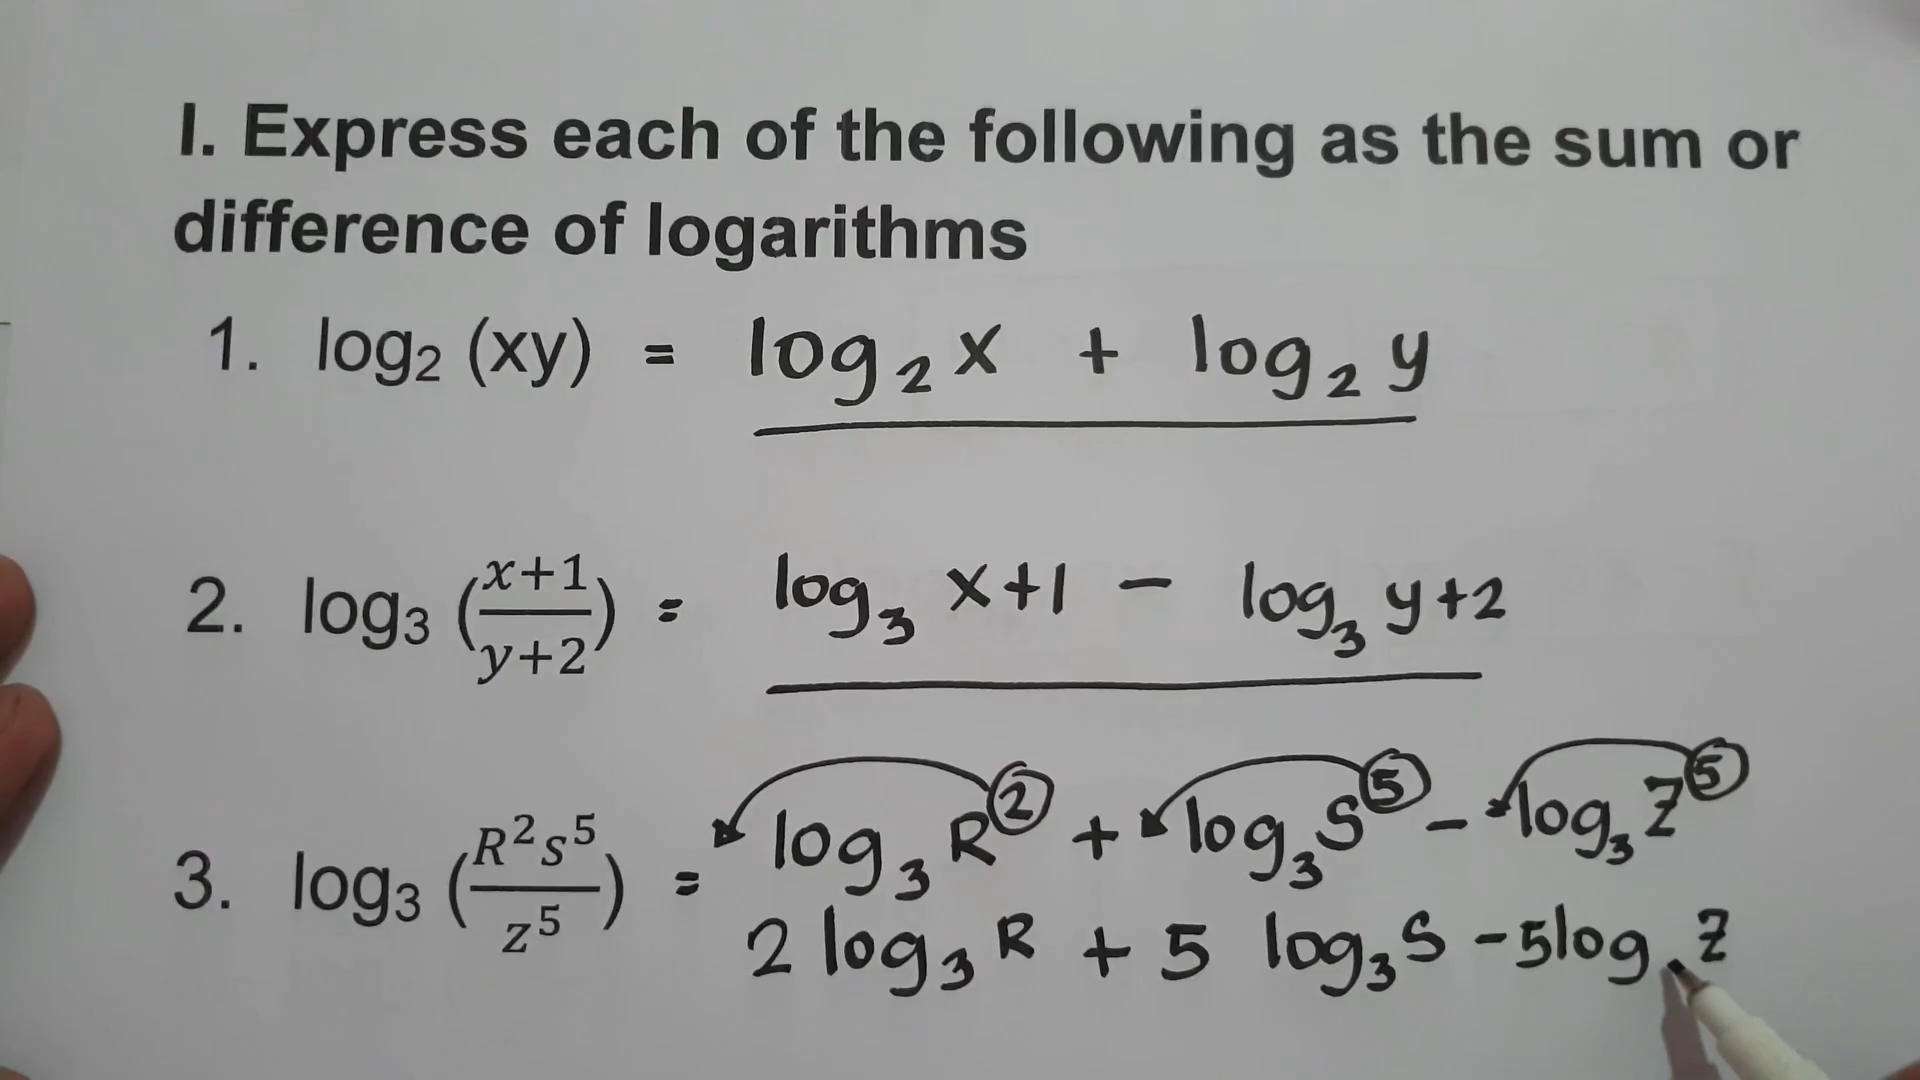 I. Express each of the following as the sum or
difference of logarithms
1. log₂ (xy) = log₂ x + log₂ y
2. log₃ (x+1/y+2) = log₃ x+1 − log₃ y+2
3. log₃ (R²s⁵/z⁵) = log₃ R² + log₃ S⁵ − log₃ Z⁵
2 log₃ R + 5 log₃ S − 5 log Z